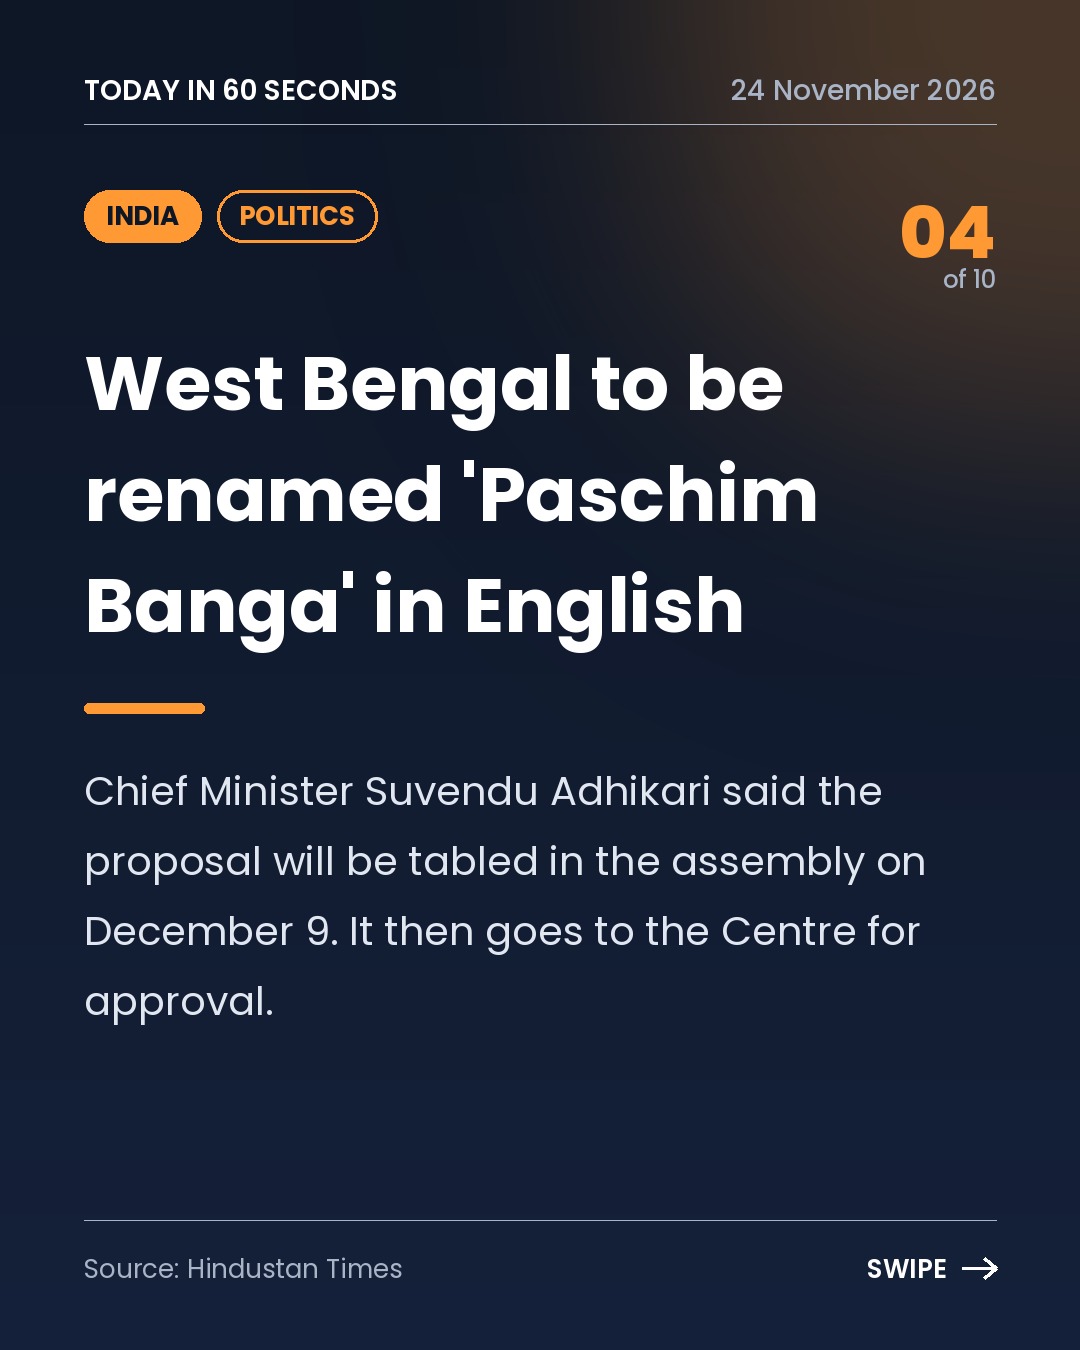 TODAY IN 60 SECONDS
24 November 2026
INDIA
POLITICS
04
of 10
West Bengal to be
renamed 'Paschim
Banga' in English
Chief Minister Suvendu Adhikari said the
proposal will be tabled in the assembly on
December 9. It then goes to the Centre for
approval.
Source: Hindustan Times
SWIPE